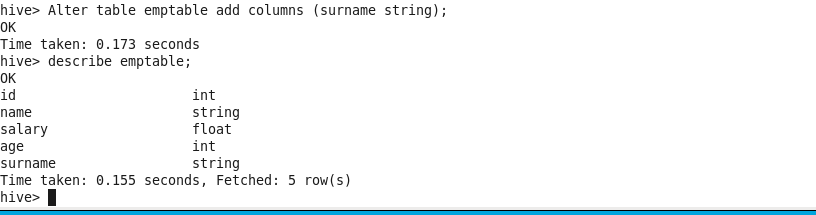 hive> Alter table emptable add columns (surname string);
OK
Time taken: 0.173 seconds
hive> describe emptable;
OK
id                      int
name                    string
salary                  float
age                     int
surname                 string
Time taken: 0.155 seconds, Fetched: 5 row(s)
hive>